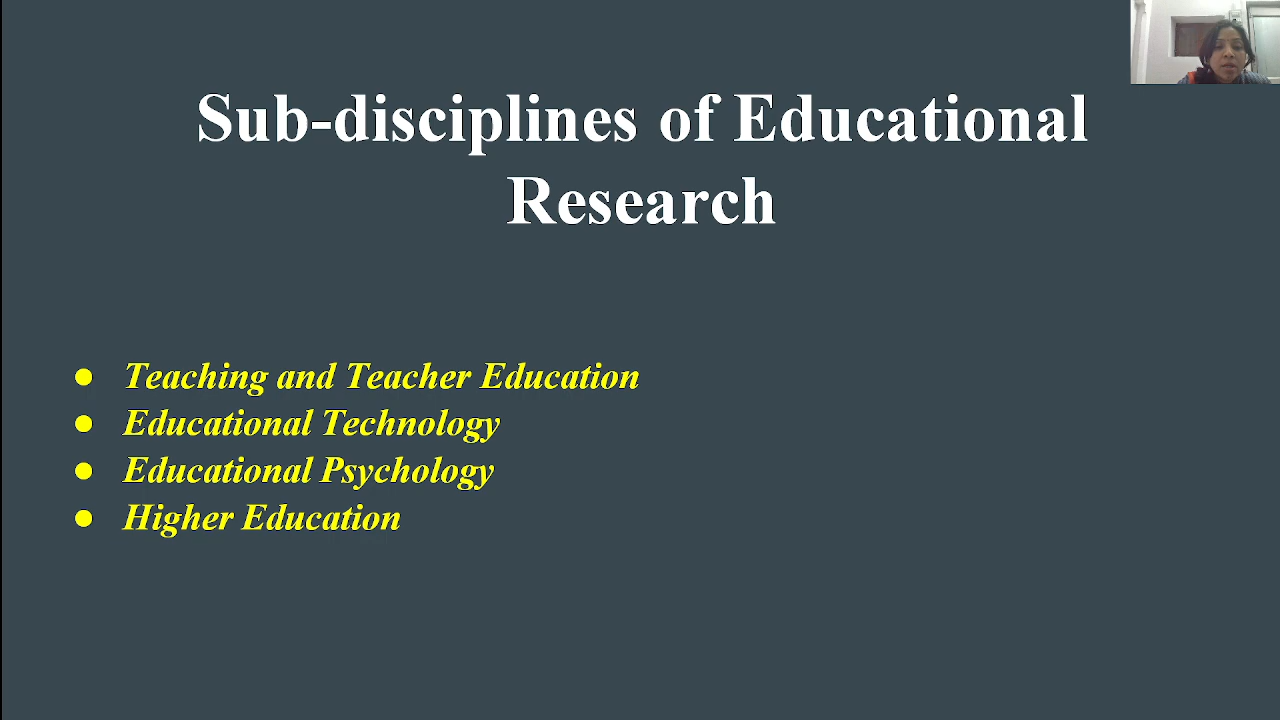 Sub-disciplines of Educational
Research
● Teaching and Teacher Education
● Educational Technology
● Educational Psychology
● Higher Education